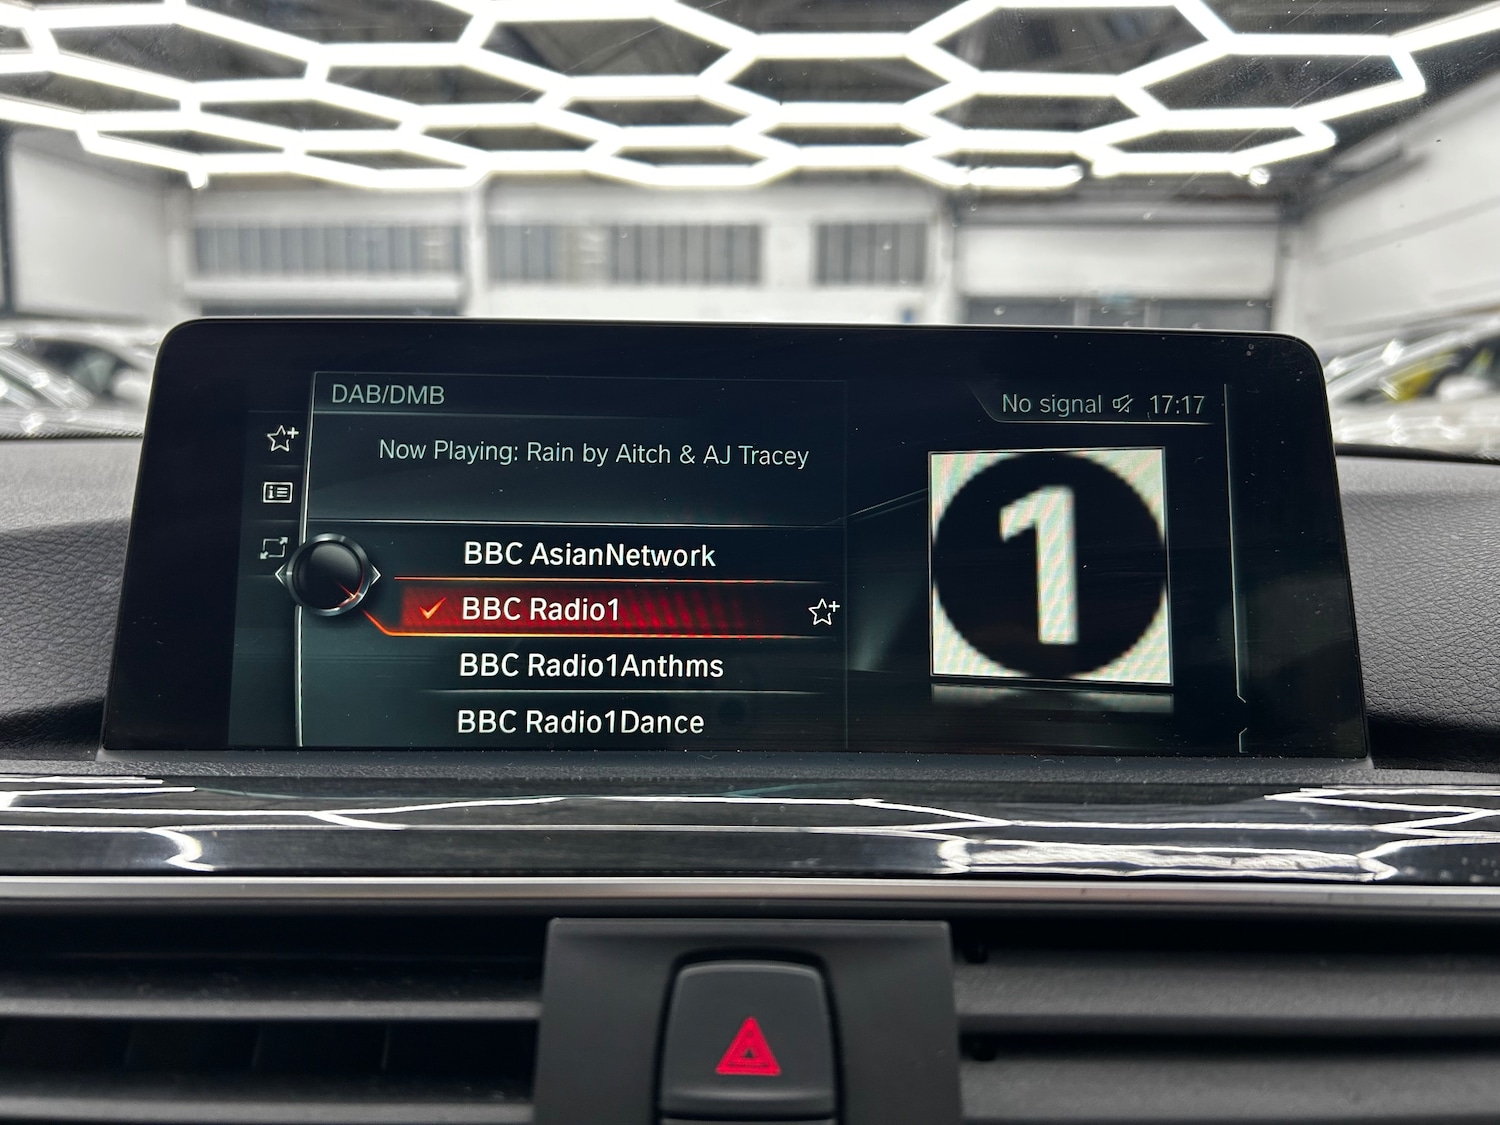 DAB/DMB
No signal 17:17
Now Playing: Rain by Aitch & AJ Tracey
BBC AsianNetwork
BBC Radio1
BBC Radio1Anthms
BBC Radio1Dance
1